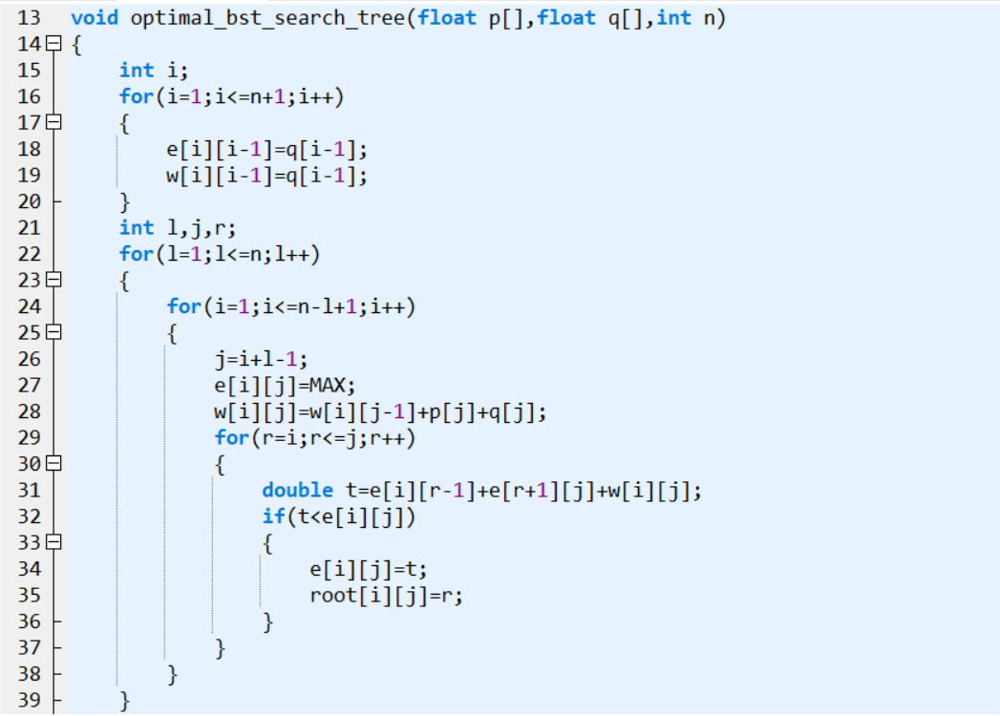 13 void optimal_bst_search_tree(float p[],float q[],int n)
14 {
15 int i;
16 for(i=1;i<=n+1;i++)
17 {
18 e[i][i-1]=q[i-1];
19 w[i][i-1]=q[i-1];
20 }
21 int l,j,r;
22 for(l=1;l<=n;l++)
23 {
24 for(i=1;i<=n-l+1;i++)
25 {
26 j=i+l-1;
27 e[i][j]=MAX;
28 w[i][j]=w[i][j-1]+p[j]+q[j];
29 for(r=i;r<=j;r++)
30 {
31 double t=e[i][r-1]+e[r+1][j]+w[i][j];
32 if(t<e[i][j])
33 {
34 e[i][j]=t;
35 root[i][j]=r;
36 }
37 }
38 }
39 }